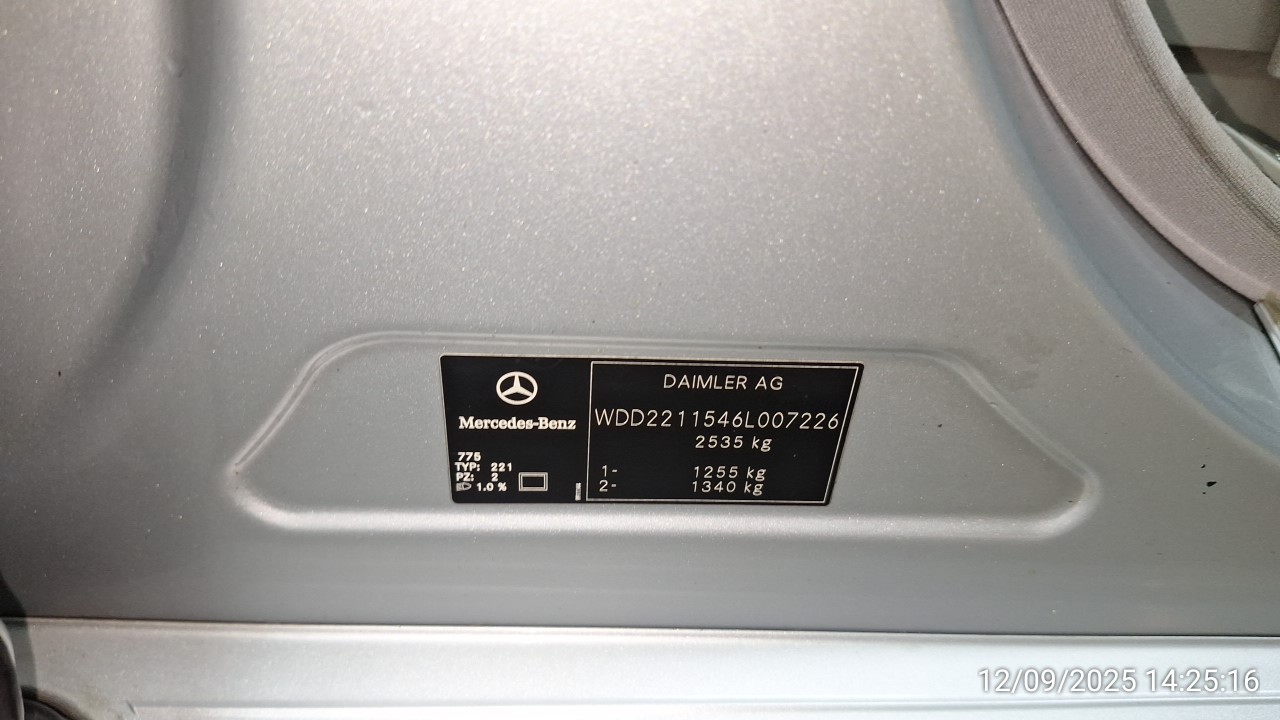 Mercedes-Benz
775
TYP: 221
PZ: 2
1.0 %
DAIMLER AG
WDD2211546L007226
2535 kg
1- 1255 kg
2- 1340 kg
12/09/2025 14:25:16